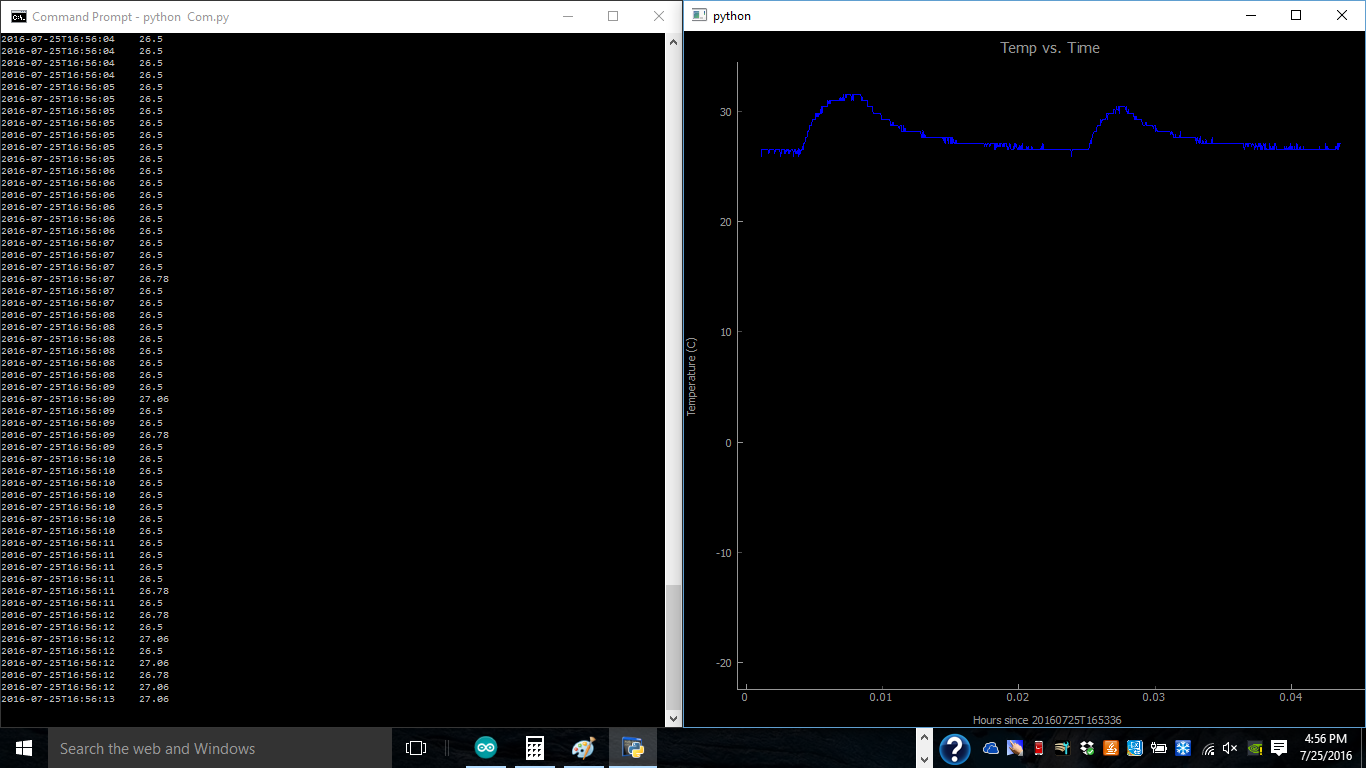 Command Prompt - python  Com.py
2016-07-25T16:56:04    26.5
2016-07-25T16:56:04    26.5
2016-07-25T16:56:04    26.5
2016-07-25T16:56:04    26.5
2016-07-25T16:56:05    26.5
2016-07-25T16:56:05    26.5
2016-07-25T16:56:05    26.5
2016-07-25T16:56:05    26.5
2016-07-25T16:56:05    26.5
2016-07-25T16:56:05    26.5
2016-07-25T16:56:05    26.5
2016-07-25T16:56:06    26.5
2016-07-25T16:56:06    26.5
2016-07-25T16:56:06    26.5
2016-07-25T16:56:06    26.5
2016-07-25T16:56:06    26.5
2016-07-25T16:56:06    26.5
2016-07-25T16:56:07    26.5
2016-07-25T16:56:07    26.5
2016-07-25T16:56:07    26.5
2016-07-25T16:56:07    26.78
2016-07-25T16:56:07    26.5
2016-07-25T16:56:07    26.5
2016-07-25T16:56:08    26.5
2016-07-25T16:56:08    26.5
2016-07-25T16:56:08    26.5
2016-07-25T16:56:08    26.5
2016-07-25T16:56:08    26.5
2016-07-25T16:56:08    26.5
2016-07-25T16:56:09    26.5
2016-07-25T16:56:09    27.06
2016-07-25T16:56:09    26.5
2016-07-25T16:56:09    26.5
2016-07-25T16:56:09    26.78
2016-07-25T16:56:09    26.5
2016-07-25T16:56:10    26.5
2016-07-25T16:56:10    26.5
2016-07-25T16:56:10    26.5
2016-07-25T16:56:10    26.5
2016-07-25T16:56:10    26.5
2016-07-25T16:56:10    26.5
2016-07-25T16:56:10    26.5
2016-07-25T16:56:11    26.5
2016-07-25T16:56:11    26.5
2016-07-25T16:56:11    26.5
2016-07-25T16:56:11    26.5
2016-07-25T16:56:11    26.78
2016-07-25T16:56:11    26.5
2016-07-25T16:56:12    26.78
2016-07-25T16:56:12    26.5
2016-07-25T16:56:12    27.06
2016-07-25T16:56:12    26.5
2016-07-25T16:56:12    27.06
2016-07-25T16:56:12    26.78
2016-07-25T16:56:12    27.06
2016-07-25T16:56:13    27.06
python
Temp vs. Time
30
20
10
0
-10
-20
Temperature (C)
0 0.01 0.02 0.03 0.04
Hours since 20160725T165336
Search the web and Windows
4:56 PM
7/25/2016